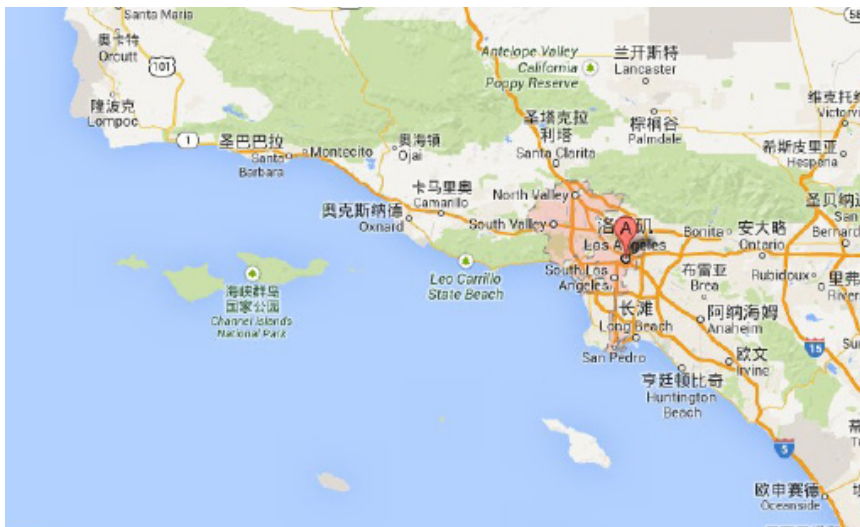 Santa Maria
奥卡特
Orcutt
101
隆波克
Lompoc
1
圣巴巴拉
Santa
Barbara
Montecito
奥海镇
Ojai
卡马里奥
Camarillo
奥克斯纳德
Oxnard
Antelope Valley
California
Poppy Reserve
兰开斯特
Lancaster
棕榈谷
Palmdale
圣塔克拉
利塔
Santa Clarita
维克托
Victorv
希斯皮里亚
Hesperia
North Valley
South Valley
洛 矶
A
Los Angeles
South Los
Angeles
Bonita
安大略
Ontario
圣贝纳迪
San
Bernard
Rubidoux
里弗
River
布雷亚
Brea
阿纳海姆
Anaheim
长滩
Long Beach
San Pedro
欧文
Irvine
亨廷顿比奇
Huntington
Beach
Leo Carrillo
State Beach
海峡群岛
国家公园
Channel Islands
National Park
15
5
欧申赛德
Oceanside